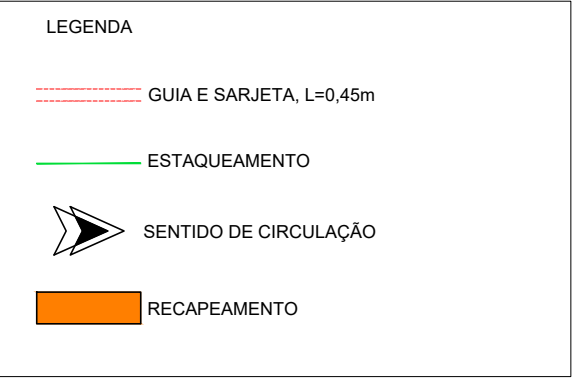 LEGENDA
GUIA E SARJETA, L=0,45m
ESTAQUEAMENTO
SENTIDO DE CIRCULAÇÃO
RECAPEAMENTO